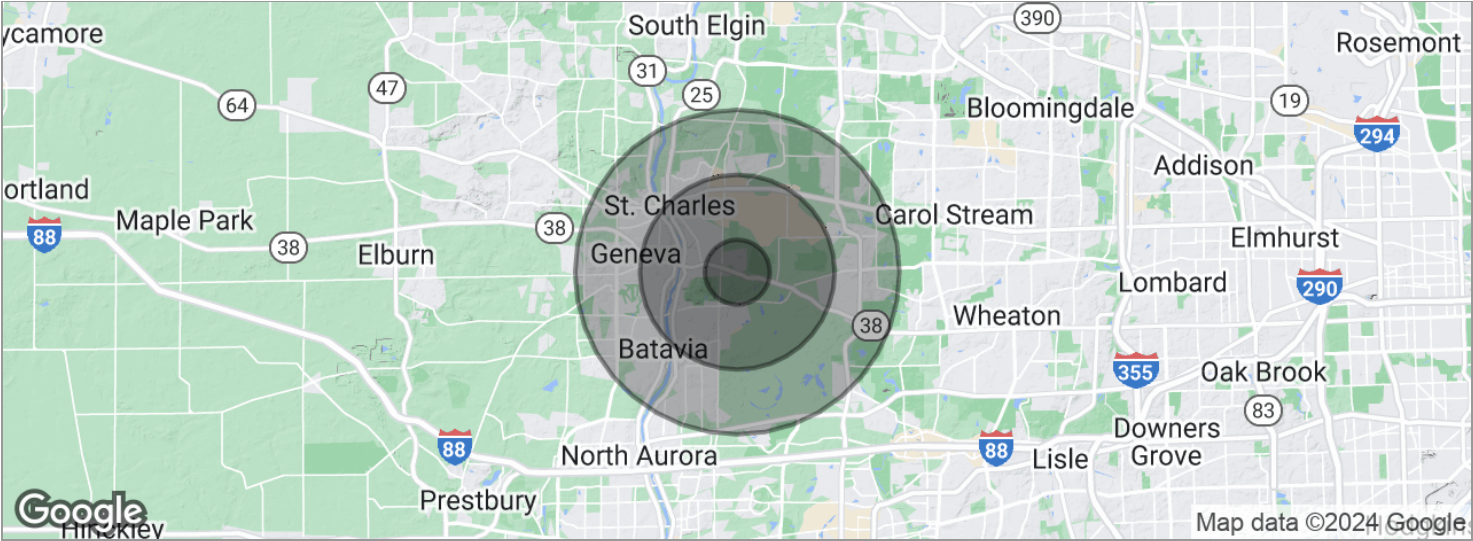 South Elgin
390
ycamore
Rosemont
31
47
25
64
19
Bloomingdale
294
Addison
ortland
St. Charles
Carol Stream
Maple Park
38
88
38
Elmhurst
Geneva
Elburn
Lombard
290
Wheaton
38
Batavia
355
Oak Brook
83
Downers
Grove
88
88
North Aurora
Lisle
Prestbury
Google
Hinckley
Map data ©2024 Google